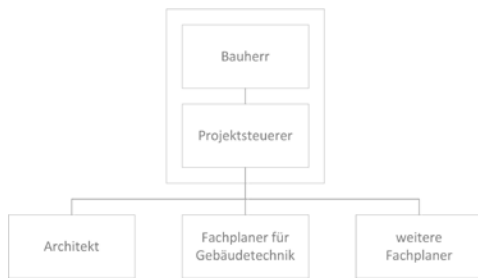 Bauherr
Projektsteuerer
Architekt
Fachplaner für
Gebäudetechnik
weitere
Fachplaner